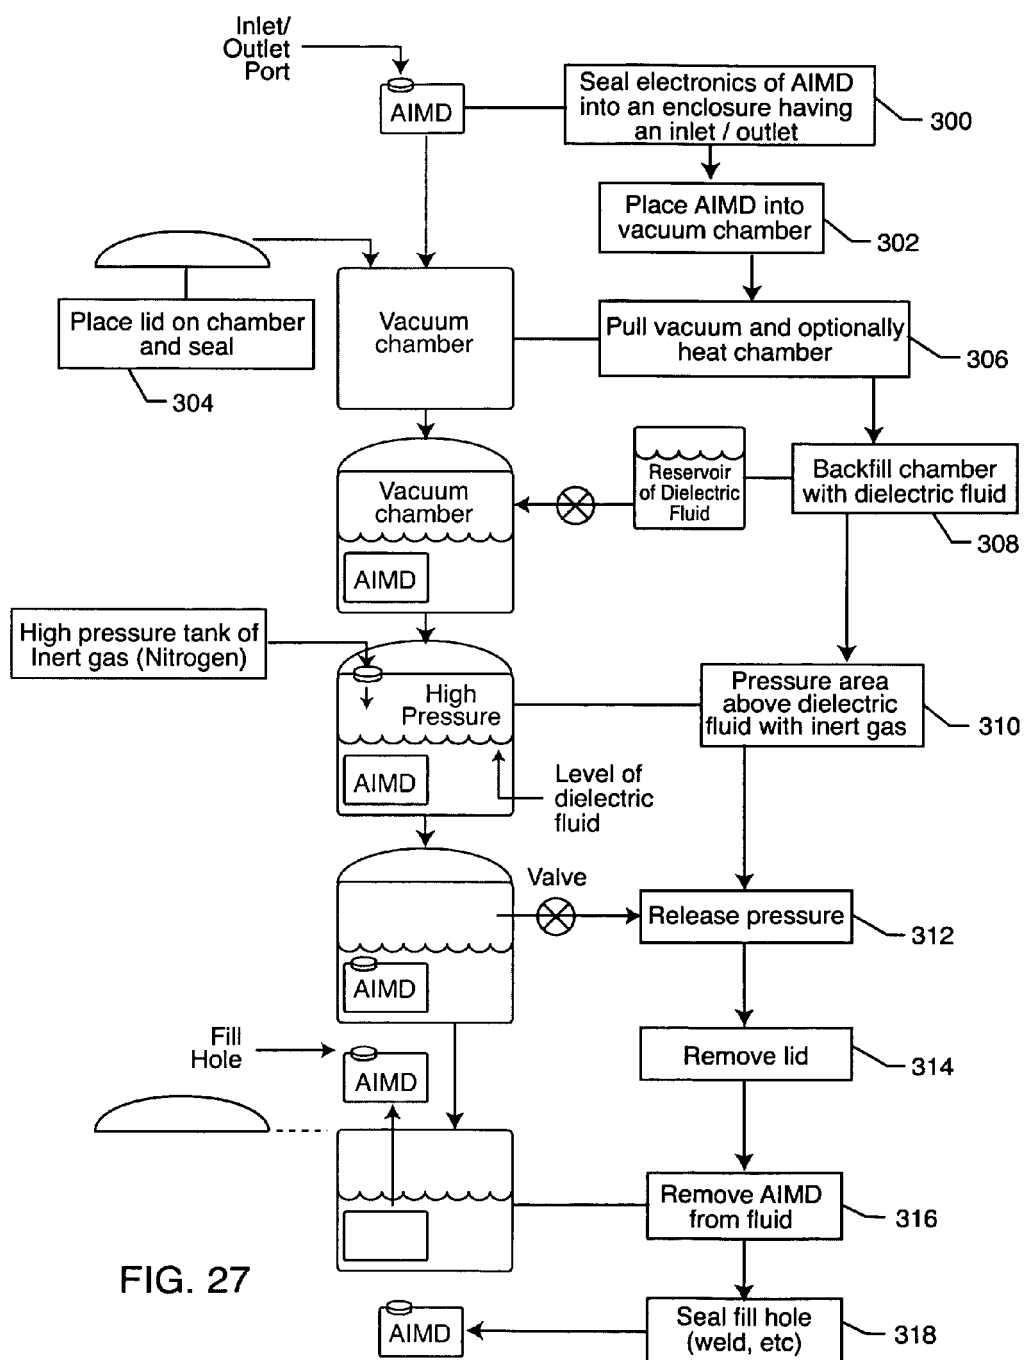 Inlet/
Outlet
Port
AIMD
Seal electronics of AIMD
into an enclosure having
an inlet / outlet
300
Place AIMD into
vacuum chamber
302
Place lid on chamber
and seal
304
Vacuum
chamber
Pull vacuum and optionally
heat chamber
306
Vacuum
chamber
AIMD
Reservoir
of Dielectric
Fluid
Backfill chamber
with dielectric fluid
308
High pressure tank of
Inert gas (Nitrogen)
High
Pressure
AIMD
Level of
dielectric
fluid
Pressure area
above dielectric
fluid with inert gas
310
Valve
AIMD
Release pressure
312
Fill
Hole
AIMD
Remove lid
314
Remove AIMD
from fluid
316
FIG. 27
AIMD
Seal fill hole
(weld, etc)
318